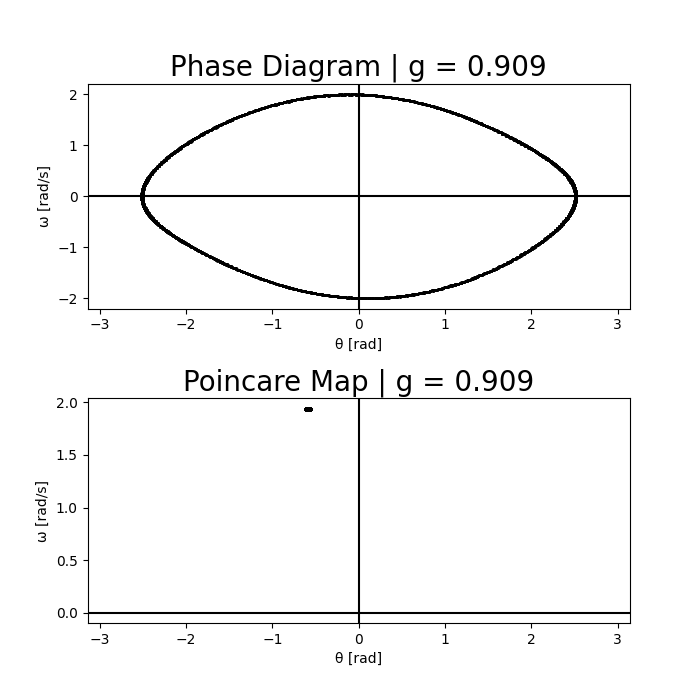 Phase Diagram | g = 0.909
2
1
0
−1
−2
ω [rad/s]
−3 −2 −1 0 1 2 3
θ [rad]
Poincare Map | g = 0.909
2.0
1.5
1.0
0.5
0.0
ω [rad/s]
−3 −2 −1 0 1 2 3
θ [rad]